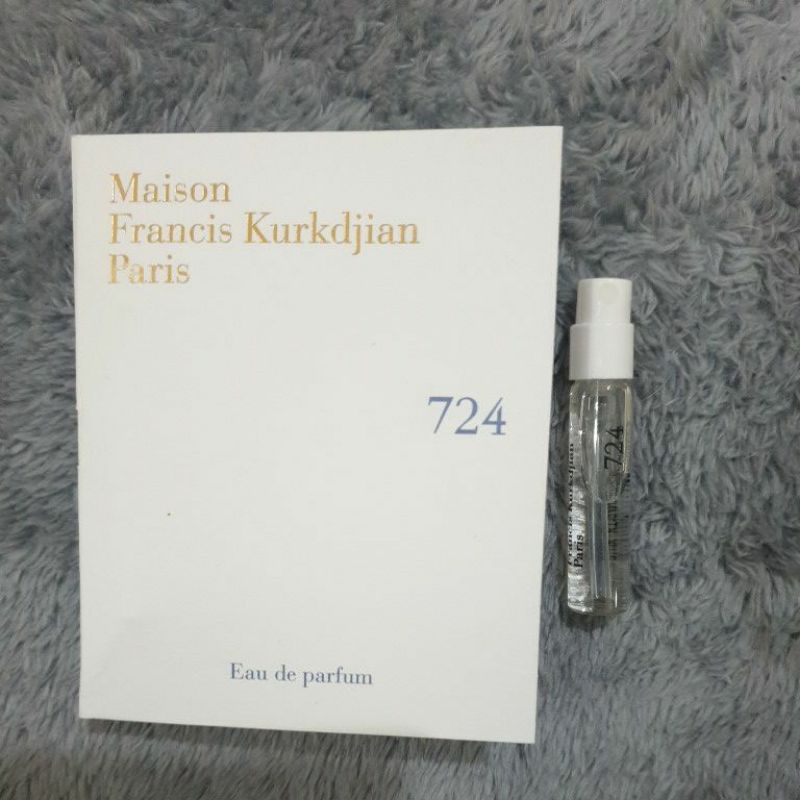 Maison
Francis Kurkdjian
Paris
724
Eau de parfum
724
Francis Kurkdjian
Paris